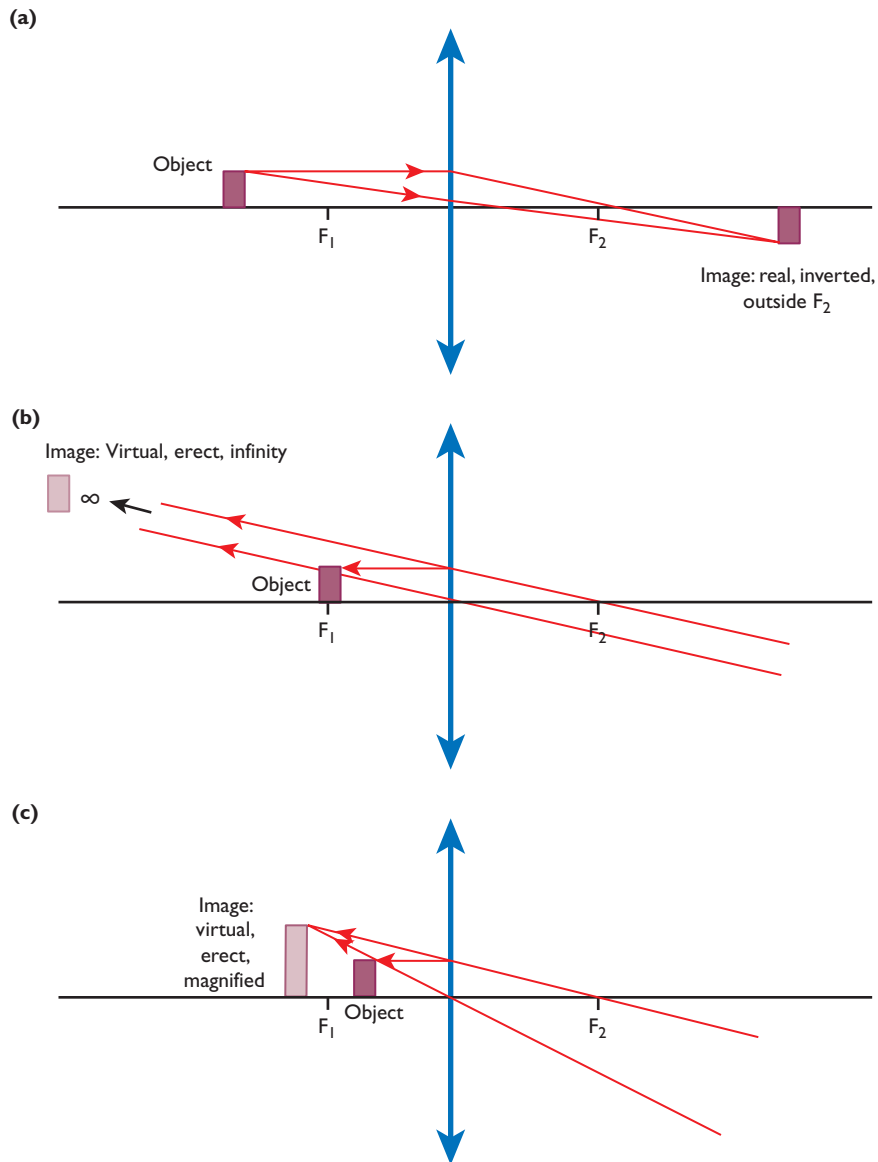 (a)
Object
F₁
F₂
Image: real, inverted,
outside F₂
(b)
Image: Virtual, erect, infinity
∞
Object
F₁
F₂
(c)
Image:
virtual,
erect,
magnified
Object
F₁
F₂